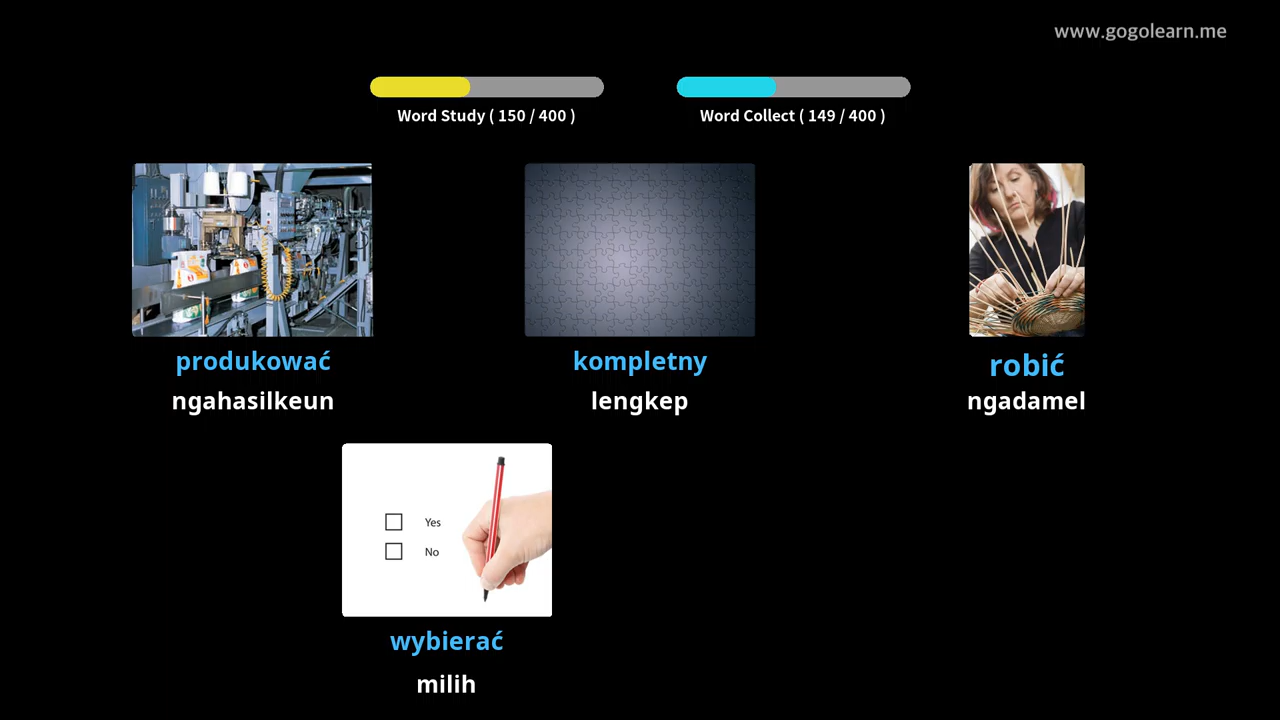 www.gogolearn.me
Word Study ( 150 / 400 )
Word Collect ( 149 / 400 )
produkować
kompletny
robić
ngahasilkeun
lengkep
ngadamel
Yes
No
wybierać
milih